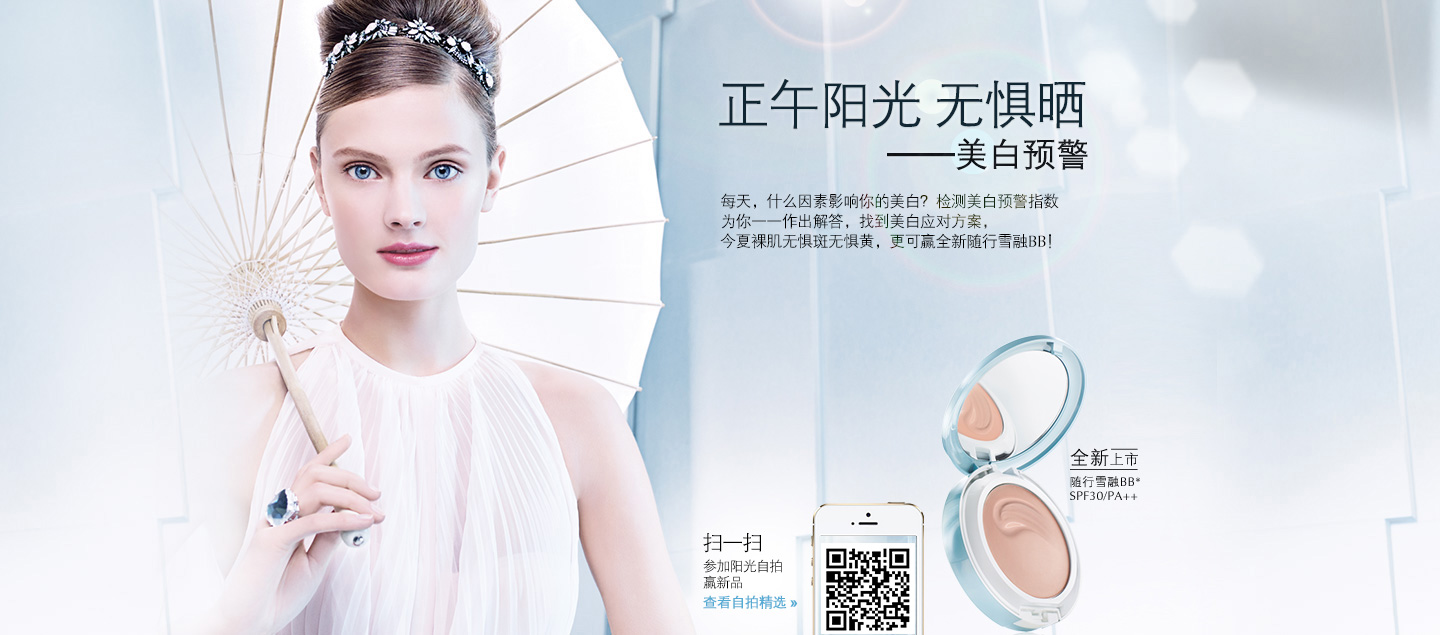 正午阳光 无惧晒
——美白预警
每天，什么因素影响你的美白？检测美白预警指数
为你一一作出解答，找到美白应对方案，
今夏裸肌无惧斑无惧黄，更可赢全新随行雪融BB！
全新上市
随行雪融BB*
SPF30/PA++
扫一扫
参加阳光自拍
赢新品
查看自拍精选 »